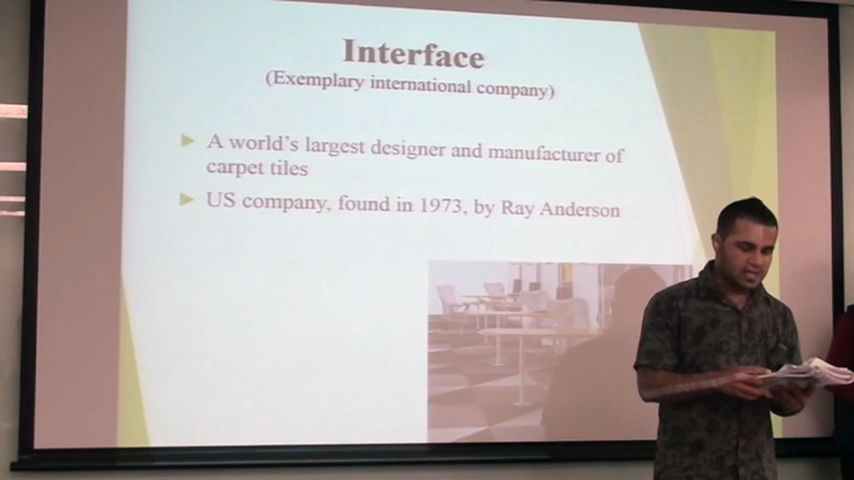 Interface
(Exemplary international company)
A world's largest designer and manufacturer of
carpet tiles
US company, found in 1973, by Ray Anderson